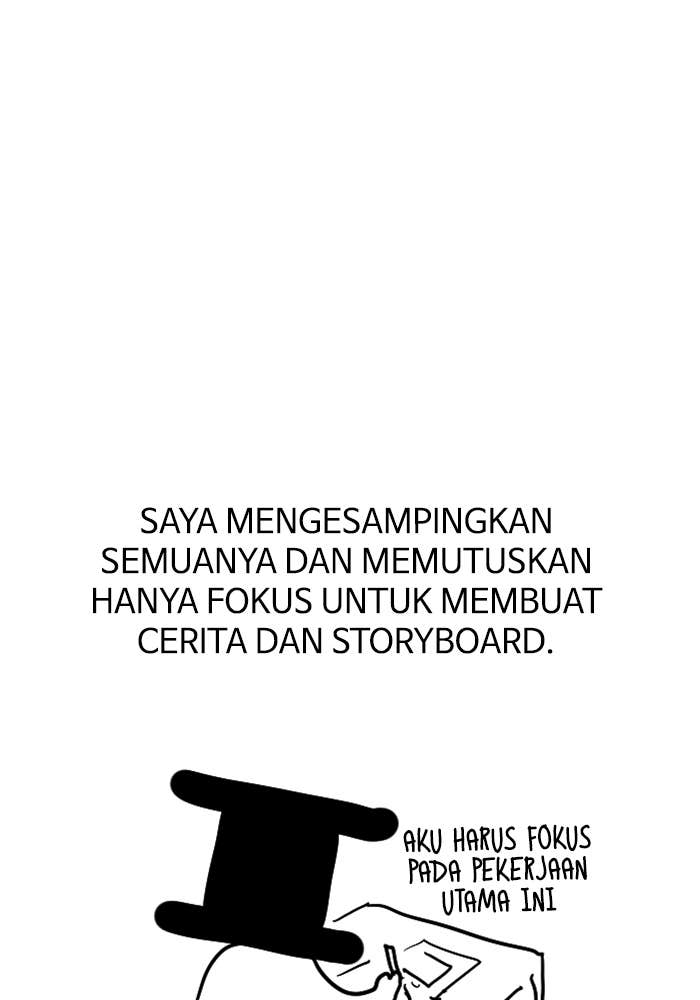 SAYA MENGESAMPINGKAN
SEMUANYA DAN MEMUTUSKAN
HANYA FOKUS UNTUK MEMBUAT
CERITA DAN STORYBOARD.
AKU HARUS FOKUS
PADA PEKERJAAN
UTAMA INI